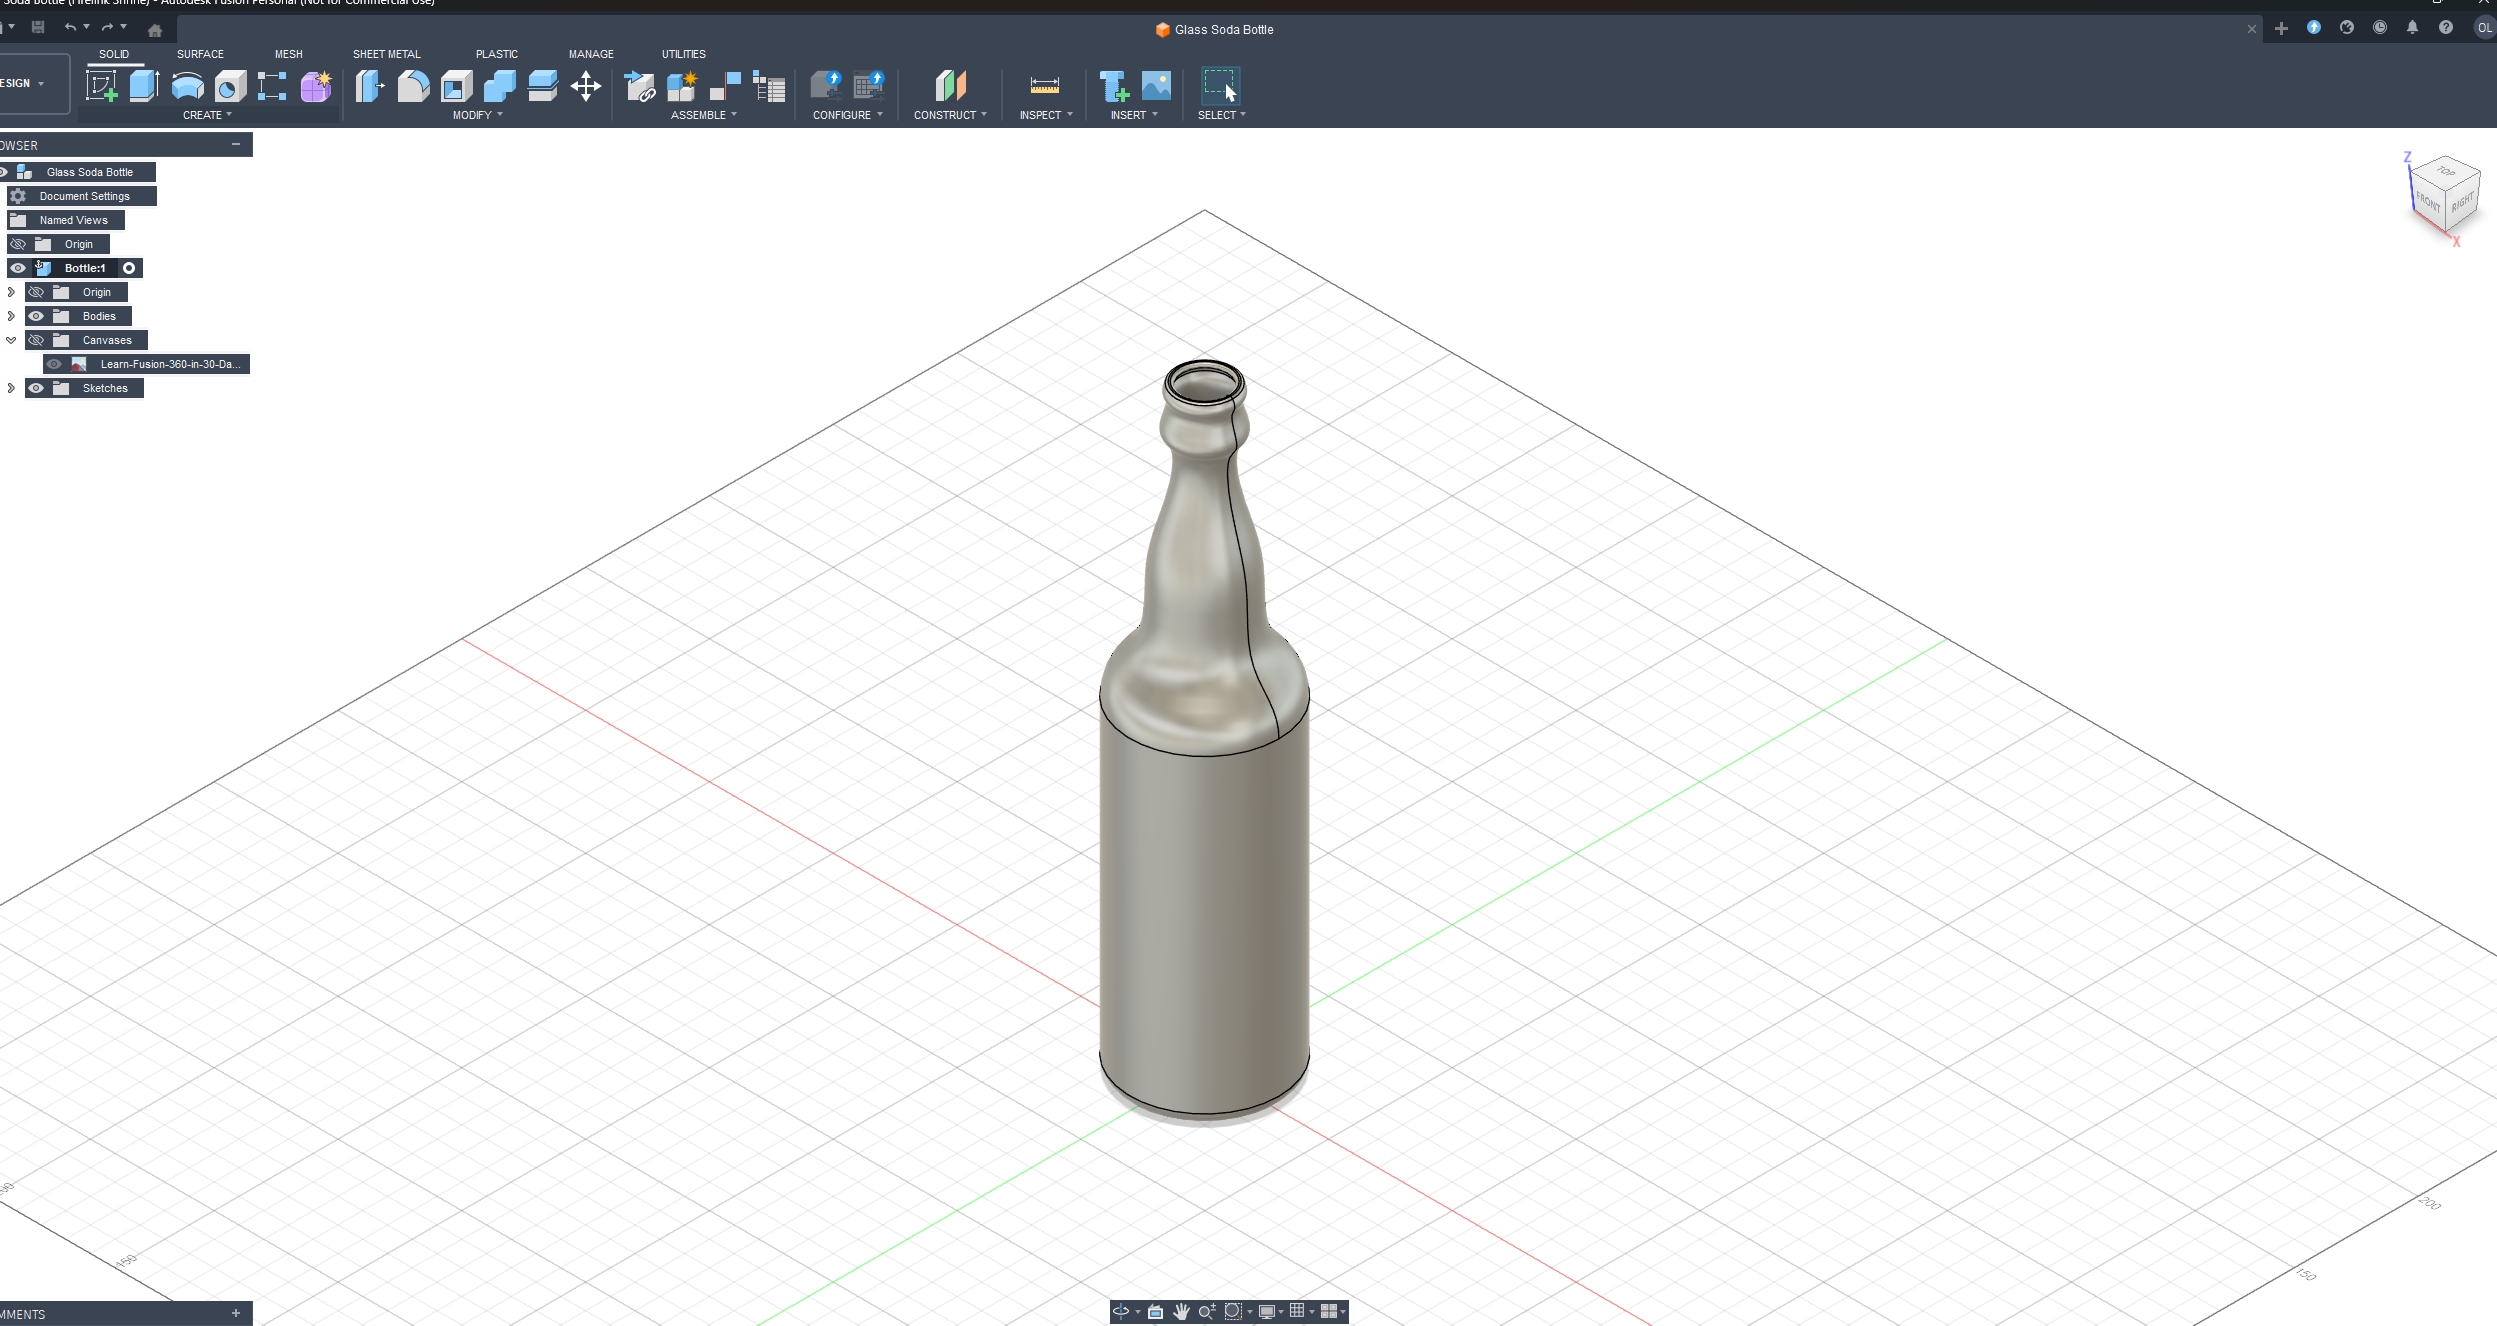 Soda Bottle (Firelink Shrine) - Autodesk Fusion Personal (Not for Commercial Use)
Glass Soda Bottle
OL
SOLID SURFACE MESH SHEET METAL PLASTIC MANAGE UTILITIES
ESIGN
CREATE MODIFY ASSEMBLE CONFIGURE CONSTRUCT INSPECT INSERT SELECT
OWSER
Glass Soda Bottle
Document Settings
Named Views
Origin
Bottle:1
Origin
Bodies
Canvases
Learn-Fusion-360-in-30-Da...
Sketches
Z
TOP
FRONT RIGHT
X
200
150
150
MMENTS